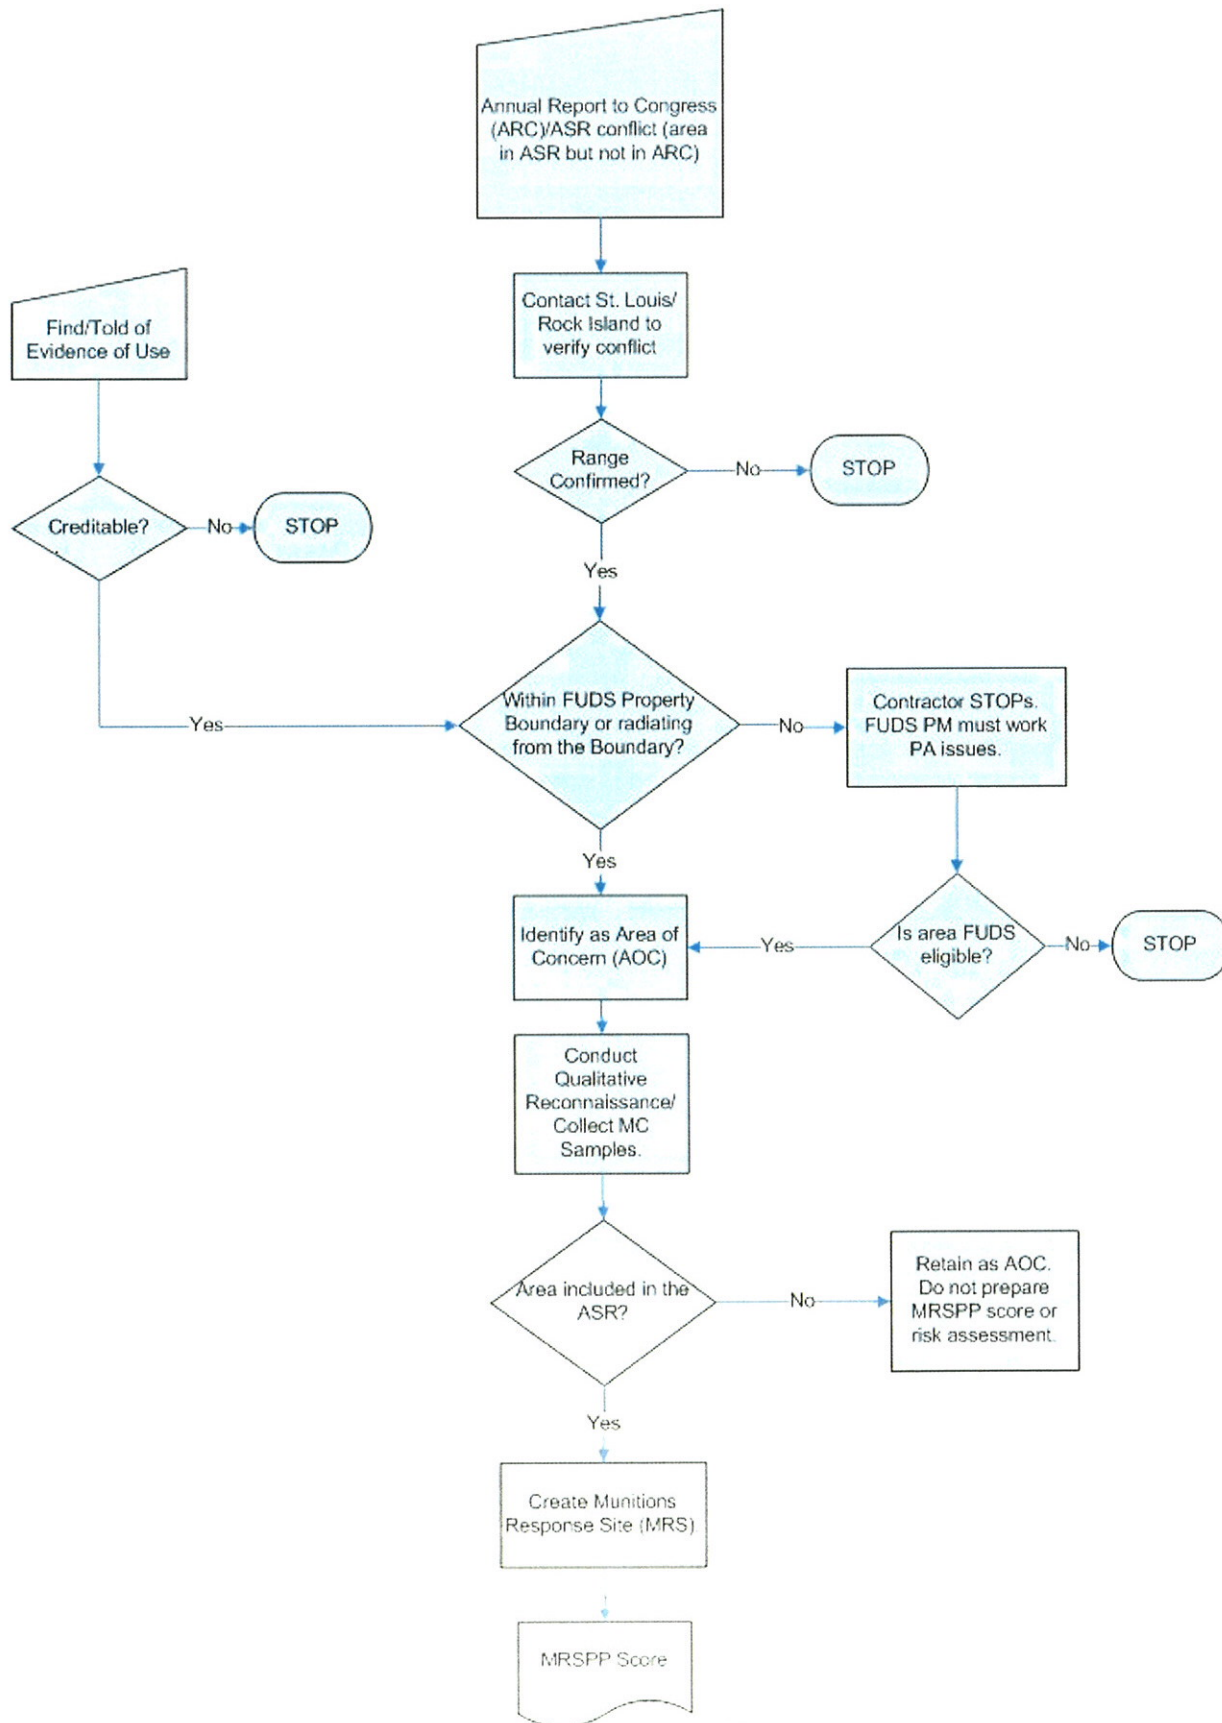 Annual Report to Congress
(ARC)/ASR conflict (area
in ASR but not in ARC)
Contact St. Louis/
Rock Island to
verify conflict
Find/Told of
Evidence of Use
Range
Confirmed?
No
STOP
Creditable?
No
STOP
Yes
Within FUDS Property
Boundary or radiating
from the Boundary?
Yes
No
Contractor STOPs.
FUDS PM must work
PA issues.
Yes
Identify as Area of
Concern (AOC)
Yes
Is area FUDS
eligible?
No
STOP
Conduct
Qualitative
Reconnaissance/
Collect MC
Samples.
Area included in the
ASR?
No
Retain as AOC.
Do not prepare
MRSPP score or
risk assessment.
Yes
Create Munitions
Response Site (MRS)
MRSPP Score